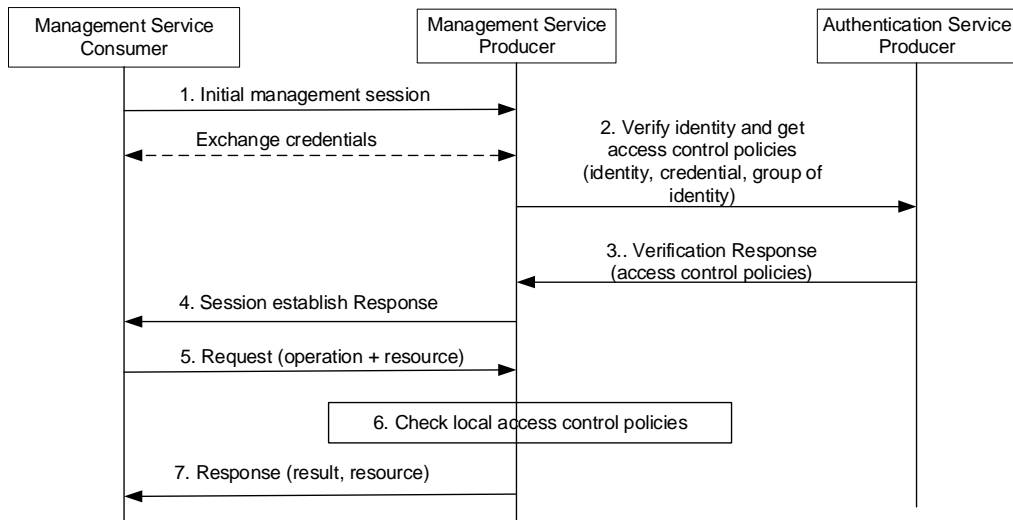 Management Service
Consumer
Management Service
Producer
Authentication Service
Producer
1. Initial management session
Exchange credentials
2. Verify identity and get
access control policies
(identity, credential, group of
identity)
3.. Verification Response
(access control policies)
4. Session establish Response
5. Request (operation + resource)
6. Check local access control policies
7. Response (result, resource)